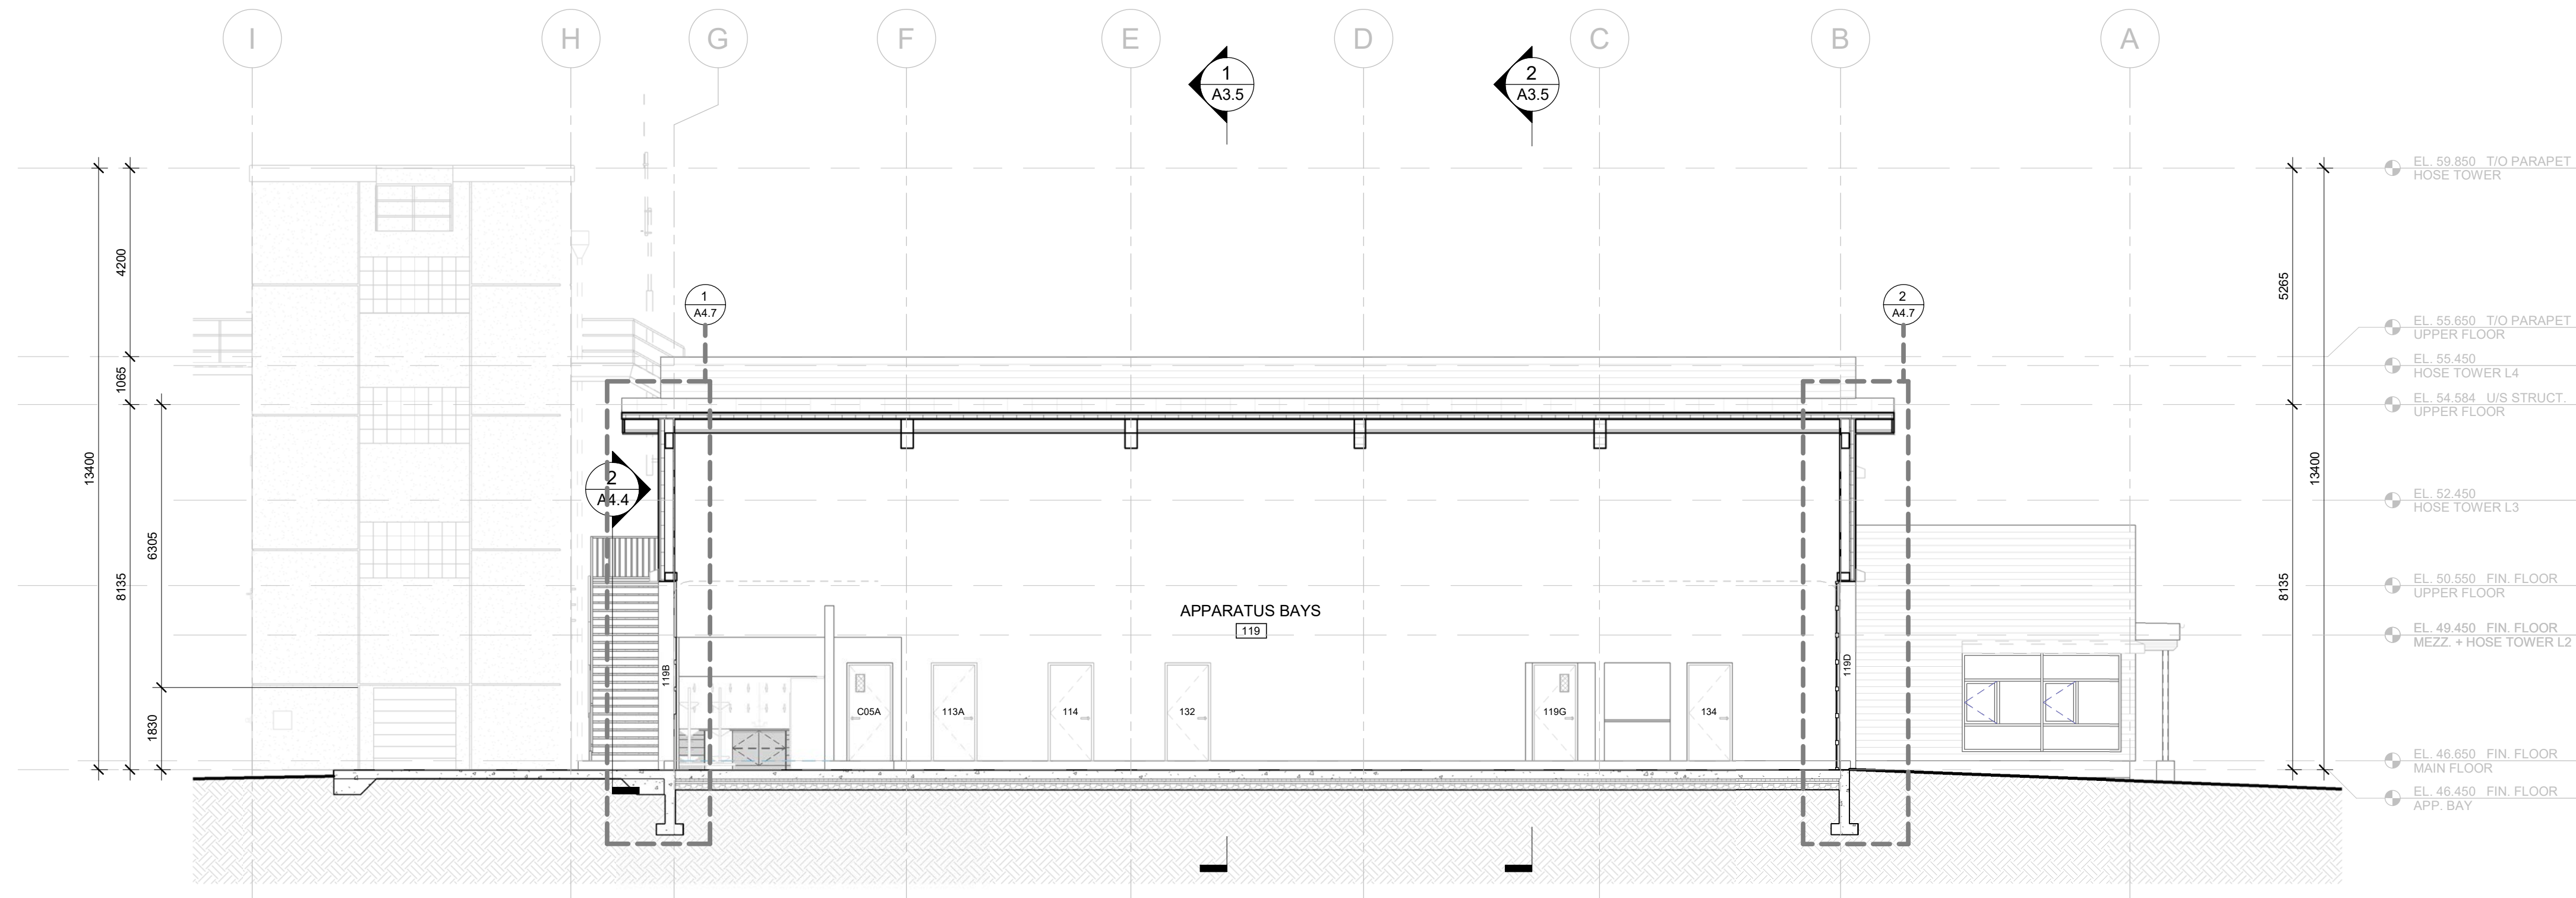 I
H
G
F
E
D
C
B
A
1
A3.5
2
A3.5
EL. 59.850 T/O PARAPET
HOSE TOWER
4200
5265
1
A4.7
2
A4.7
EL. 55.650 T/O PARAPET
UPPER FLOOR
EL. 55.450
HOSE TOWER L4
1065
EL. 54.584 U/S STRUCT.
UPPER FLOOR
13400
13400
2
A4.4
EL. 52.450
HOSE TOWER L3
6305
8135
8135
EL. 50.550 FIN. FLOOR
UPPER FLOOR
APPARATUS BAYS
119
EL. 49.450 FIN. FLOOR
MEZZ. + HOSE TOWER L2
119B
119D
C05A
113A
114
132
119G
134
1830
EL. 46.650 FIN. FLOOR
MAIN FLOOR
EL. 46.450 FIN. FLOOR
APP. BAY